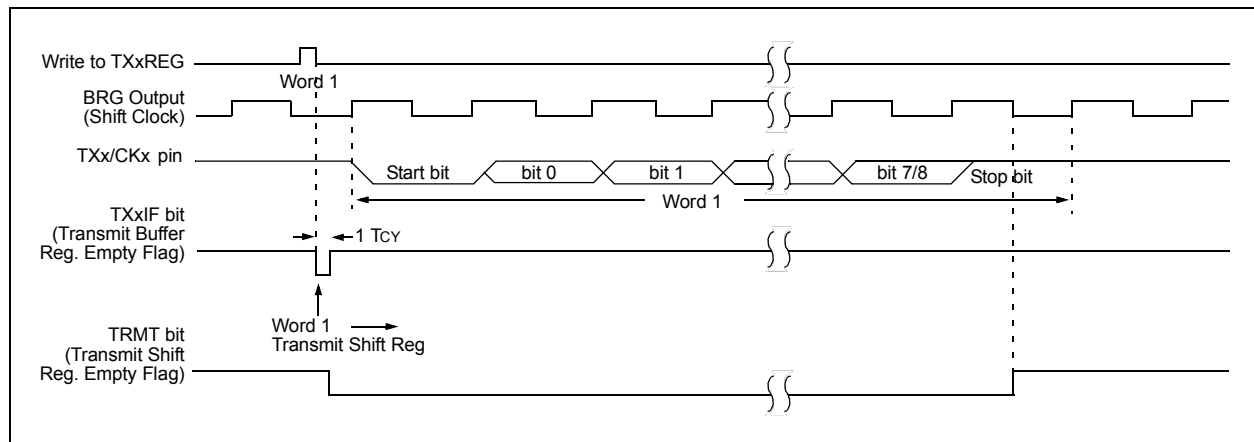 Write to TXxREG
Word 1
BRG Output
(Shift Clock)
TXx/CKx pin
Start bit
bit 0
bit 1
bit 7/8
Stop bit
Word 1
TXxIF bit
(Transmit Buffer
Reg. Empty Flag)
1 TCY
Word 1
Transmit Shift Reg
TRMT bit
(Transmit Shift
Reg. Empty Flag)